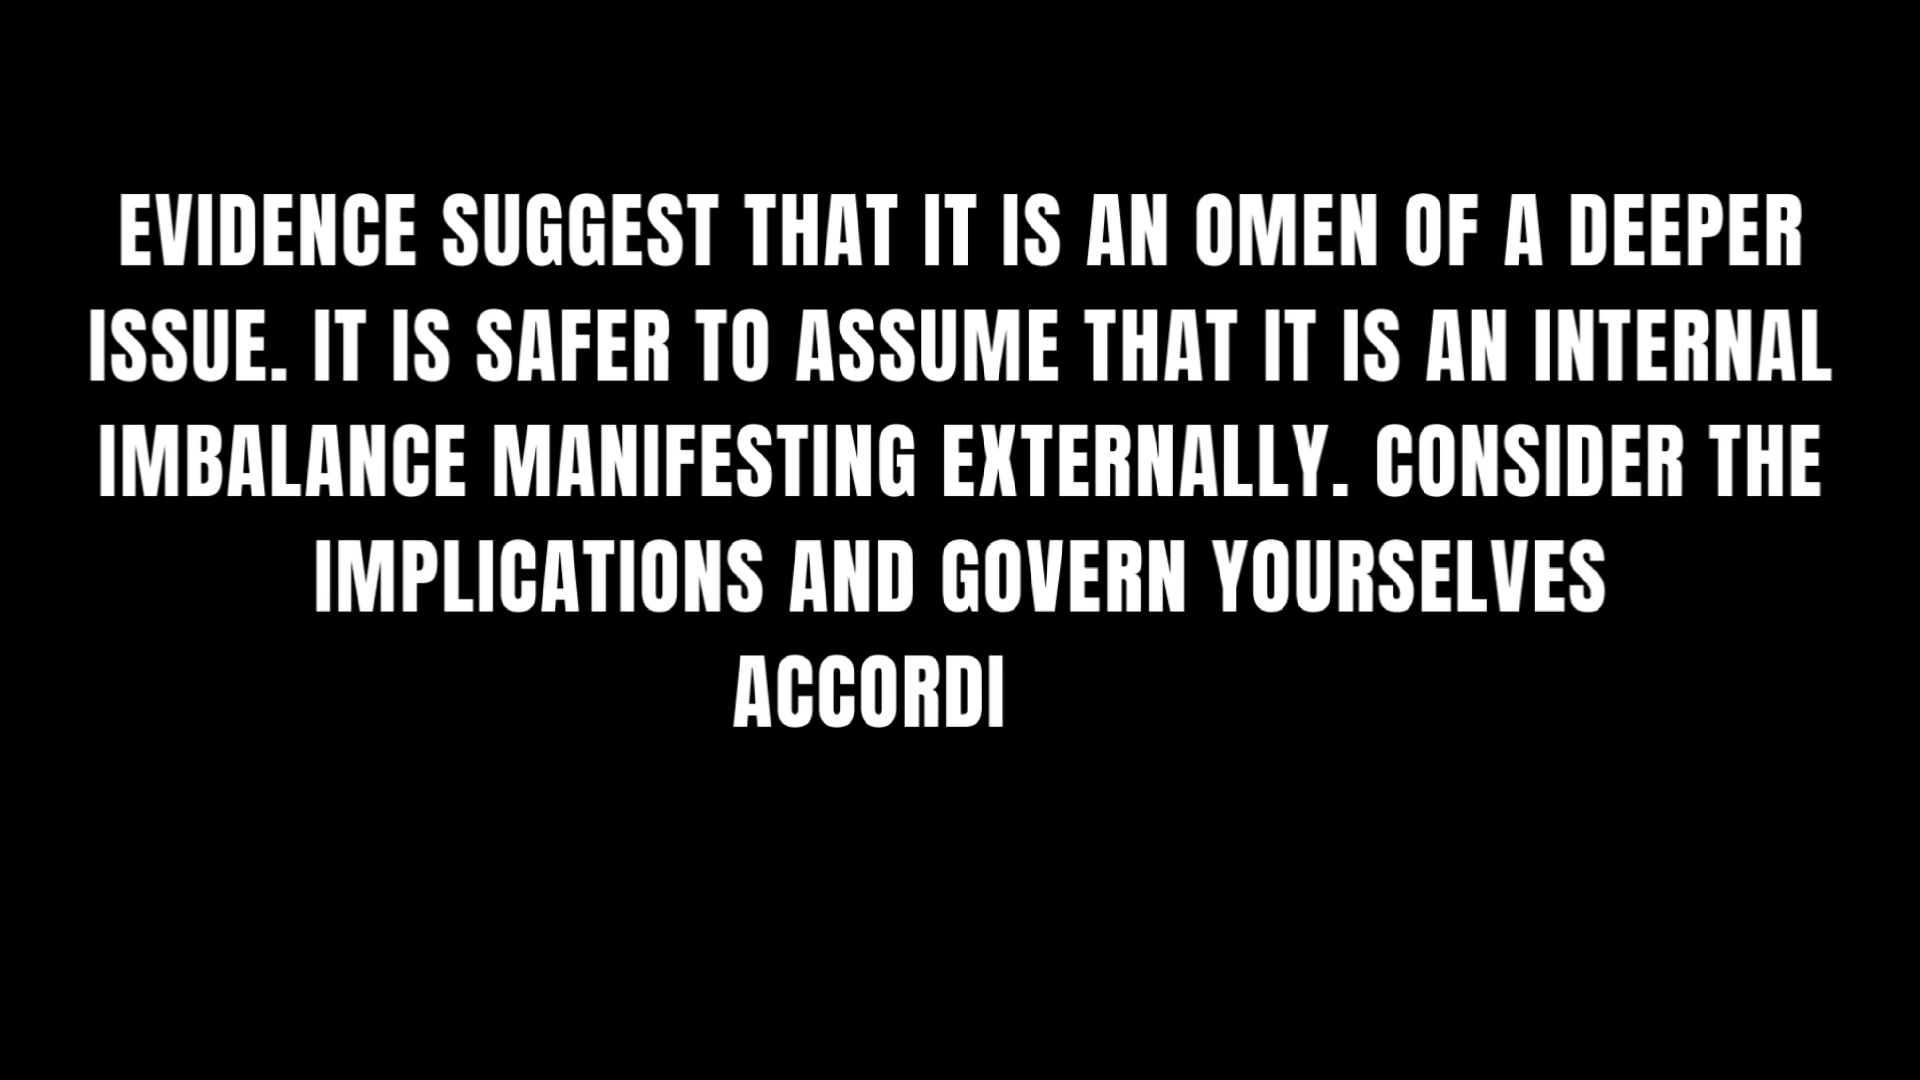 EVIDENCE SUGGEST THAT IT IS AN OMEN OF A DEEPER
ISSUE. IT IS SAFER TO ASSUME THAT IT IS AN INTERNAL
IMBALANCE MANIFESTING EXTERNALLY. CONSIDER THE
IMPLICATIONS AND GOVERN YOURSELVES
ACCORDI